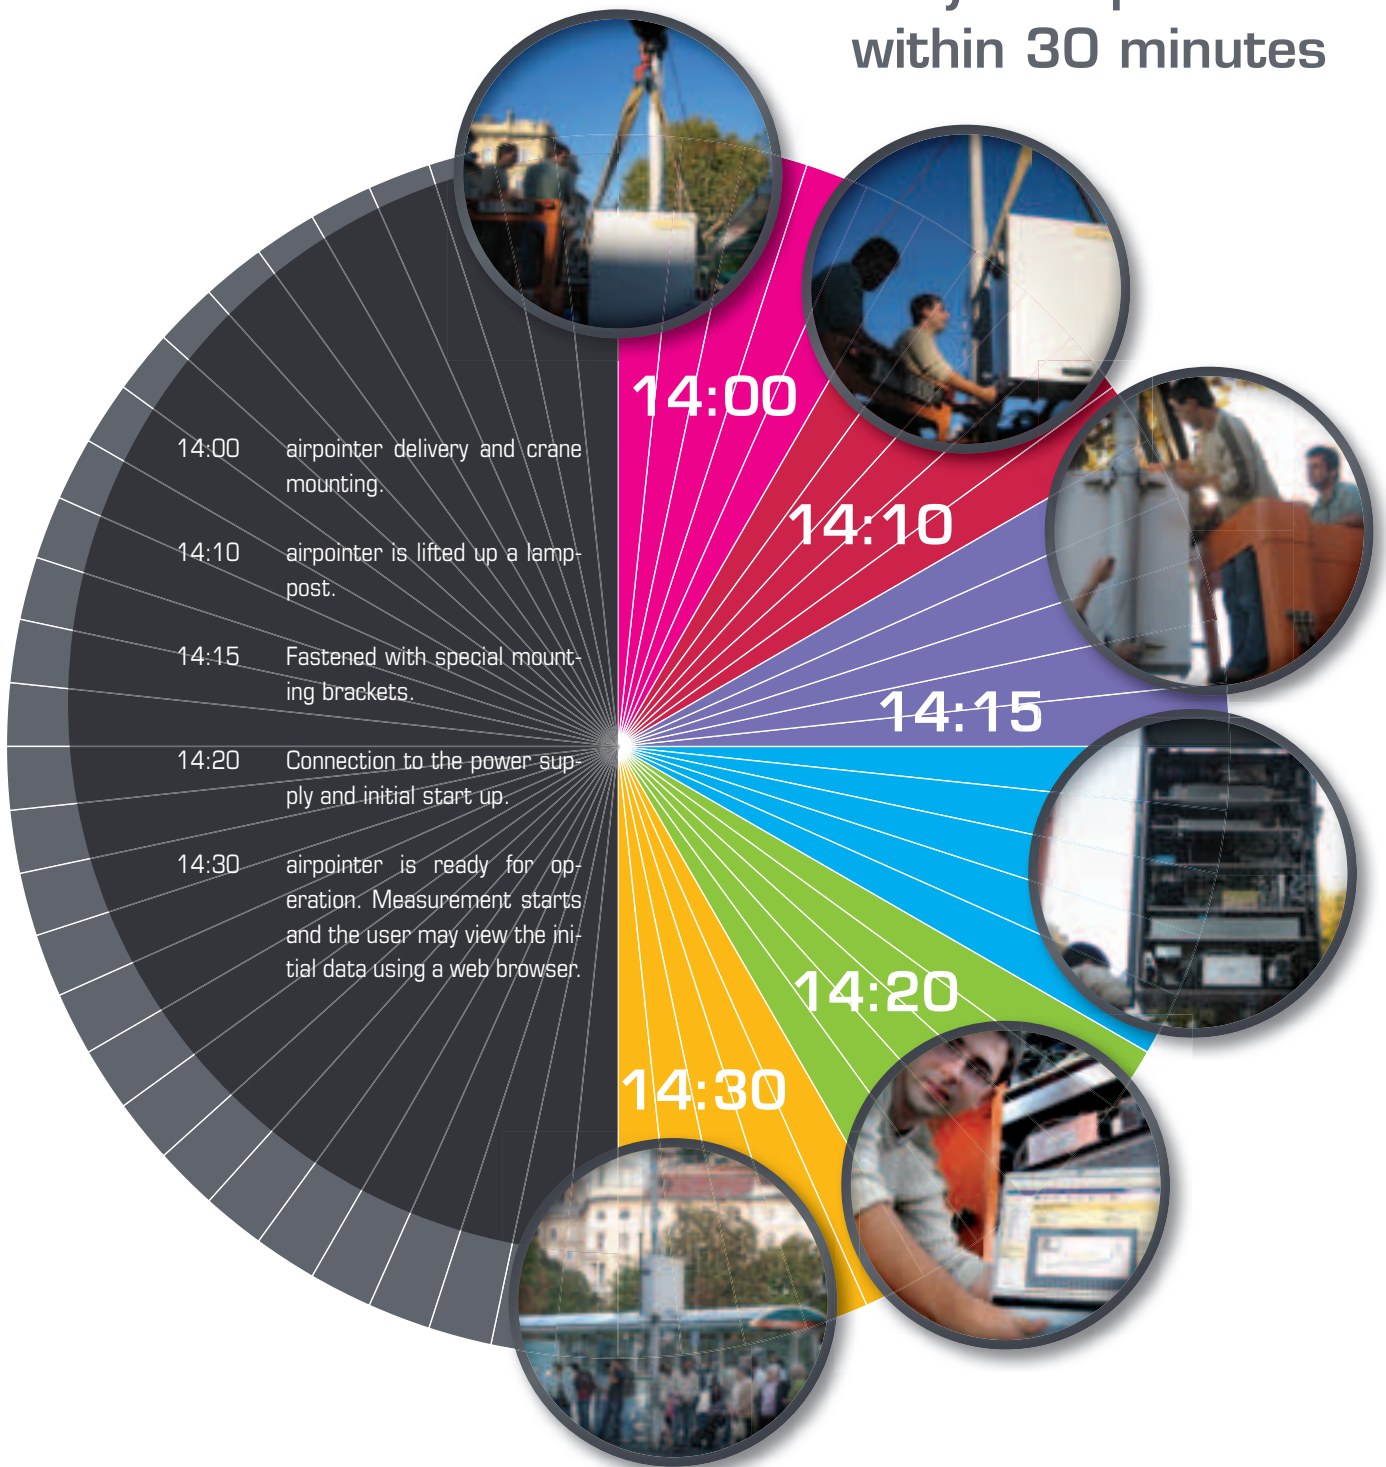 within 30 minutes
14:00
14:10
14:15
14:20
14:30
14:00 airpointer delivery and crane
mounting.
14:10 airpointer is lifted up a lamp-
post.
14:15 Fastened with special mount-
ing brackets.
14:20 Connection to the power sup-
ply and initial start up.
14:30 airpointer is ready for op-
eration. Measurement starts
and the user may view the ini-
tial data using a web browser.